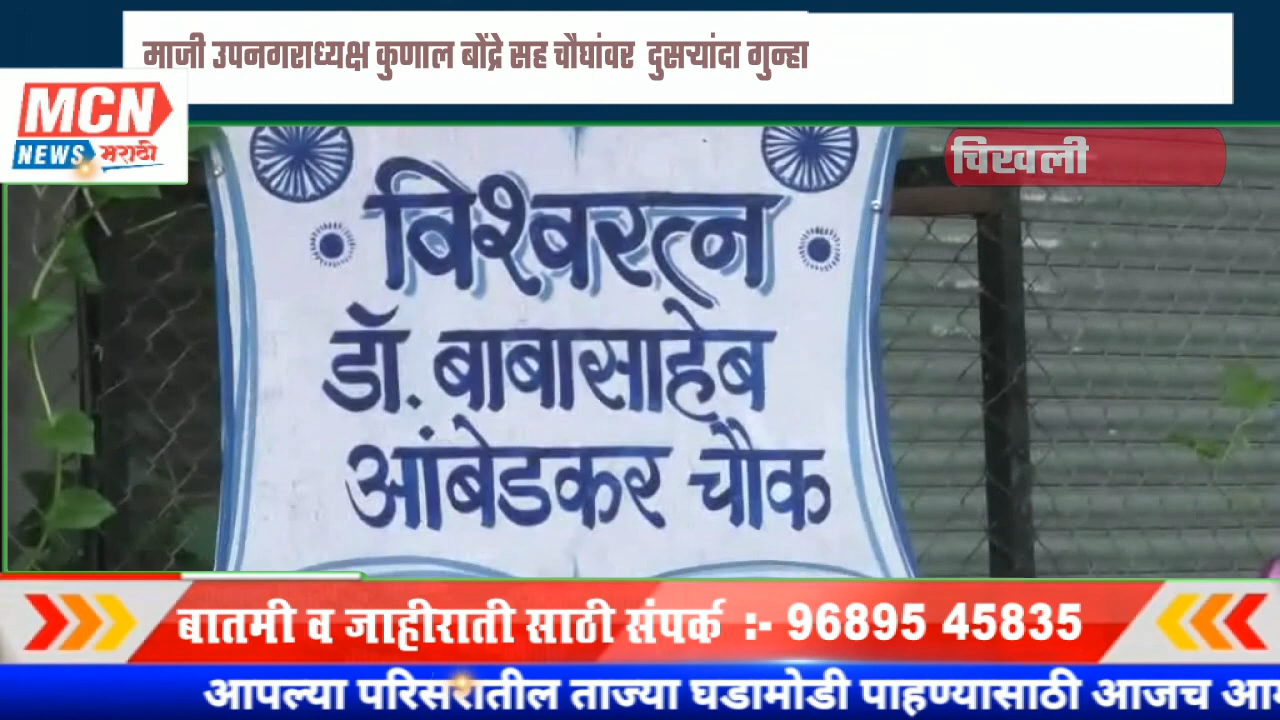 माजी उपनगराध्यक्ष कुणाल बोंद्रे सह चौघांवर दुसऱ्यांदा गुन्हा
MCN
NEWS मराठी
चिखली
विश्वरत्न
डॉ. बाबासाहेब
आंबेडकर चौक
बातमी व जाहीराती साठी संपर्क :- 96895 45835
आपल्या परिसरातील ताज्या घडामोडी पाहण्यासाठी आजच